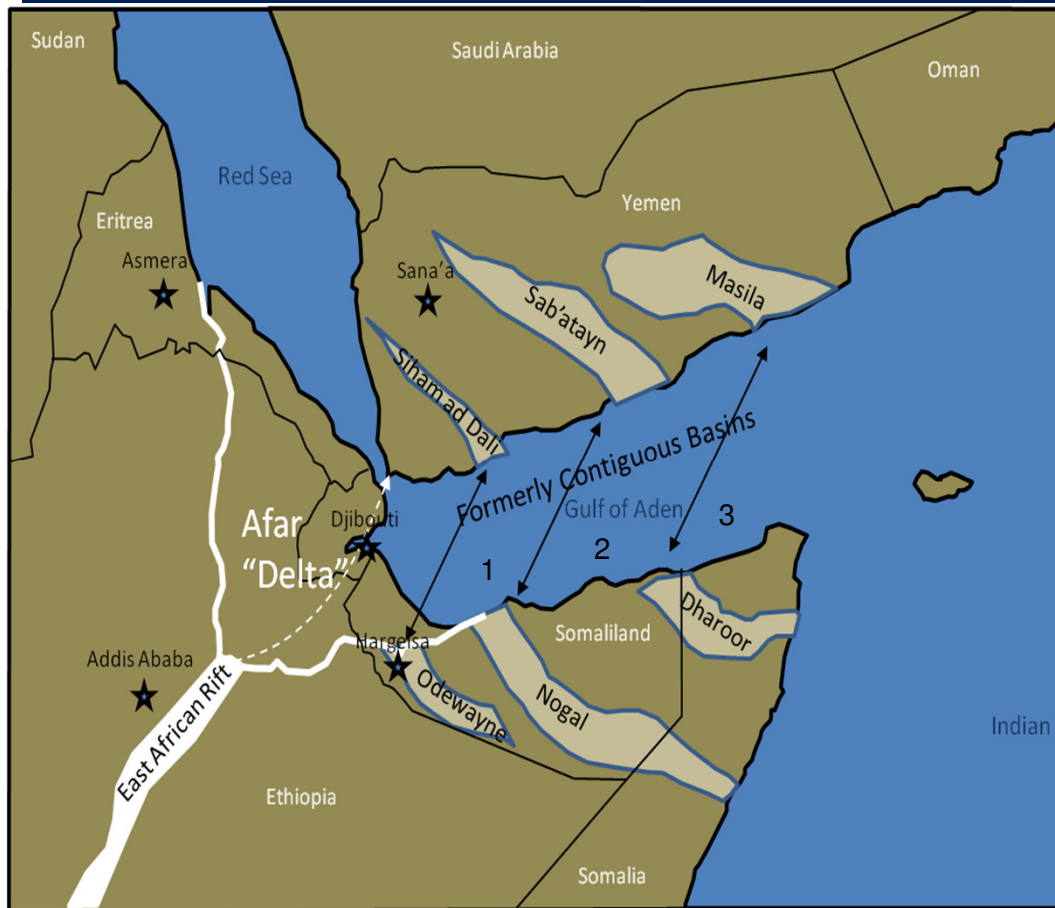 Sudan
Saudi Arabia
Oman
Red Sea
Yemen
Eritrea
Asmera
Sana’a
Masila
Sab’atayn
Siham ad Dali
Formerly Contiguous Basins
Gulf of Aden
3
Afar
“Delta”
Djibouti
1
2
Somaliland
Dharoor
Hargeisa
Addis Ababa
Odewayne
Nogal
East African Rift
Indian
Ethiopia
Somalia